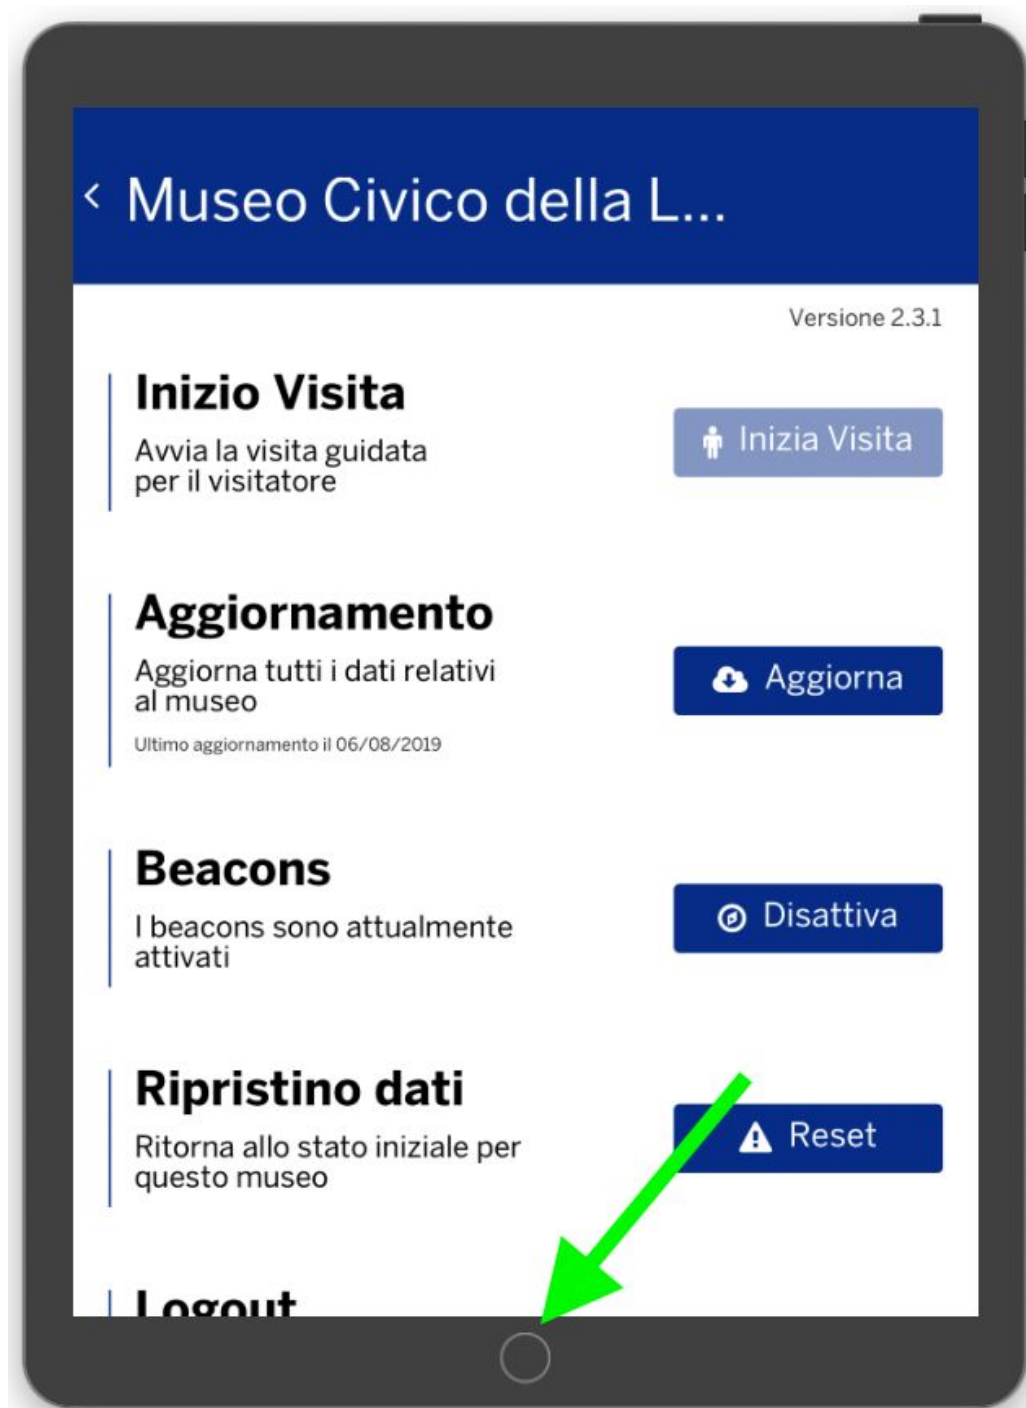 Museo Civico della L...
Versione 2.3.1
Inizio Visita
Avvia la visita guidata
per il visitatore
Inizia Visita
Aggiornamento
Aggiorna tutti i dati relativi
al museo
Ultimo aggiornamento il 06/08/2019
Aggiorna
Beacons
I beacons sono attualmente
attivati
Disattiva
Ripristino dati
Ritorna allo stato iniziale per
questo museo
Reset
Logout